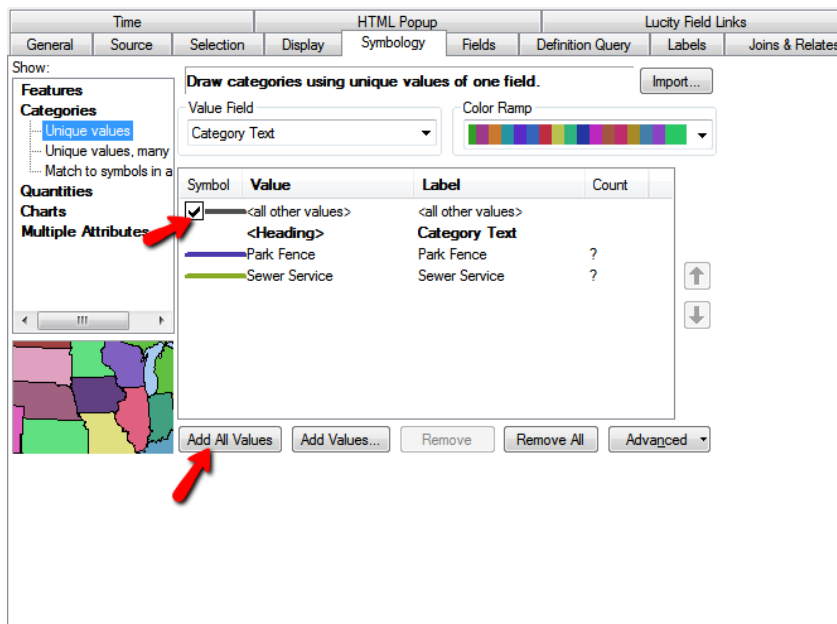 Time HTML Popup Lucity Field Links
General Source Selection Display Symbology Fields Definition Query Labels Joins & Relates
Show:
Features
Categories
Unique values
Unique values, many
Match to symbols in a
Quantities
Charts
Multiple Attributes
Draw categories using unique values of one field.
Import...
Value Field
Category Text
Color Ramp
Symbol Value Label Count
<all other values> <all other values>
<Heading> Category Text
Park Fence Park Fence ?
Sewer Service Sewer Service ?
Add All Values Add Values... Remove Remove All Advanced